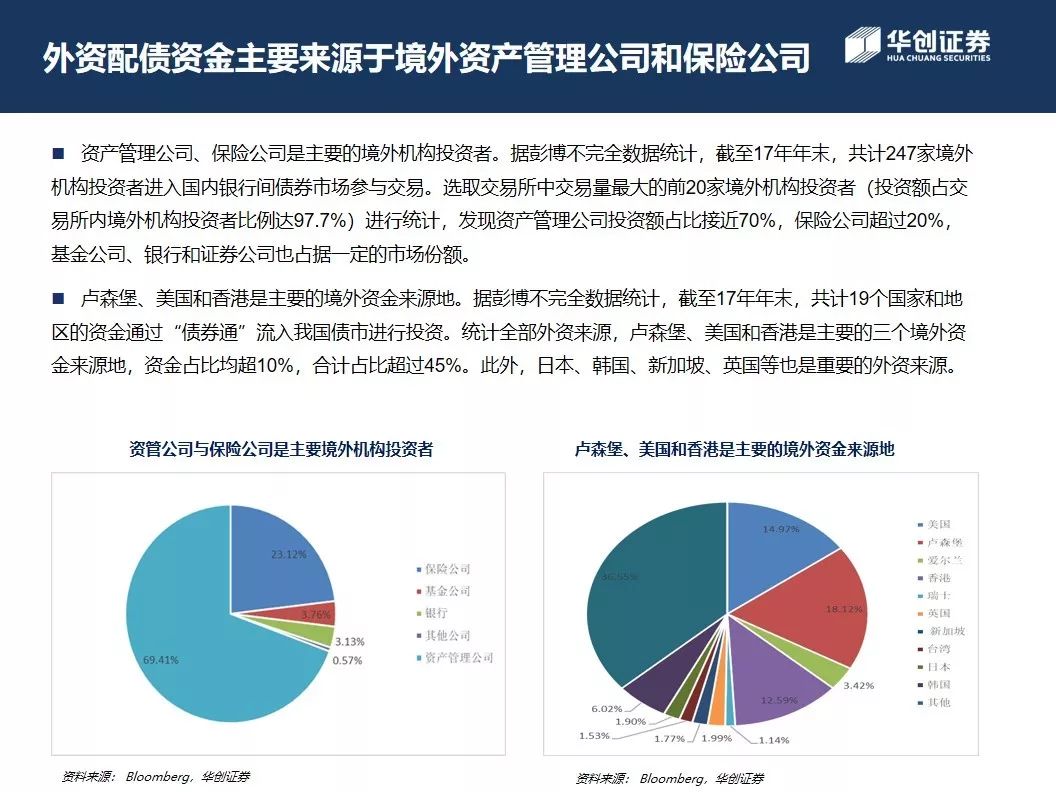 外资配债资金主要来源于境外资产管理公司和保险公司
华创证券
HUA CHUANG SECURITIES
■ 资产管理公司、保险公司是主要的境外机构投资者。据彭博不完全数据统计，截至17年年末，共计247家境外
机构投资者进入国内银行间债券市场参与交易。选取交易所中交易量最大的前20家境外机构投资者（投资额占交
易所内境外机构投资者比例达97.7%）进行统计，发现资产管理公司投资额占比接近70%，保险公司超过20%，
基金公司、银行和证券公司也占据一定的市场份额。
■ 卢森堡、美国和香港是主要的境外资金来源地。据彭博不完全数据统计，截至17年年末，共计19个国家和地
区的资金通过“债券通”流入我国债市进行投资。统计全部外资来源，卢森堡、美国和香港是主要的三个境外资
金来源地，资金占比均超10%，合计占比超过45%。此外，日本、韩国、新加坡、英国等也是重要的外资来源。
资管公司与保险公司是主要境外机构投资者
23.12%
3.76%
3.13%
0.57%
69.41%
保险公司
基金公司
银行
其他公司
资产管理公司
资料来源： Bloomberg，华创证券
卢森堡、美国和香港是主要的境外资金来源地
14.97%
18.12%
3.42%
12.59%
1.14%
1.99%
1.77%
1.53%
1.90%
6.02%
36.55%
美国
卢森堡
爱尔兰
香港
瑞士
英国
新加坡
台湾
日本
韩国
其他
资料来源： Bloomberg，华创证券